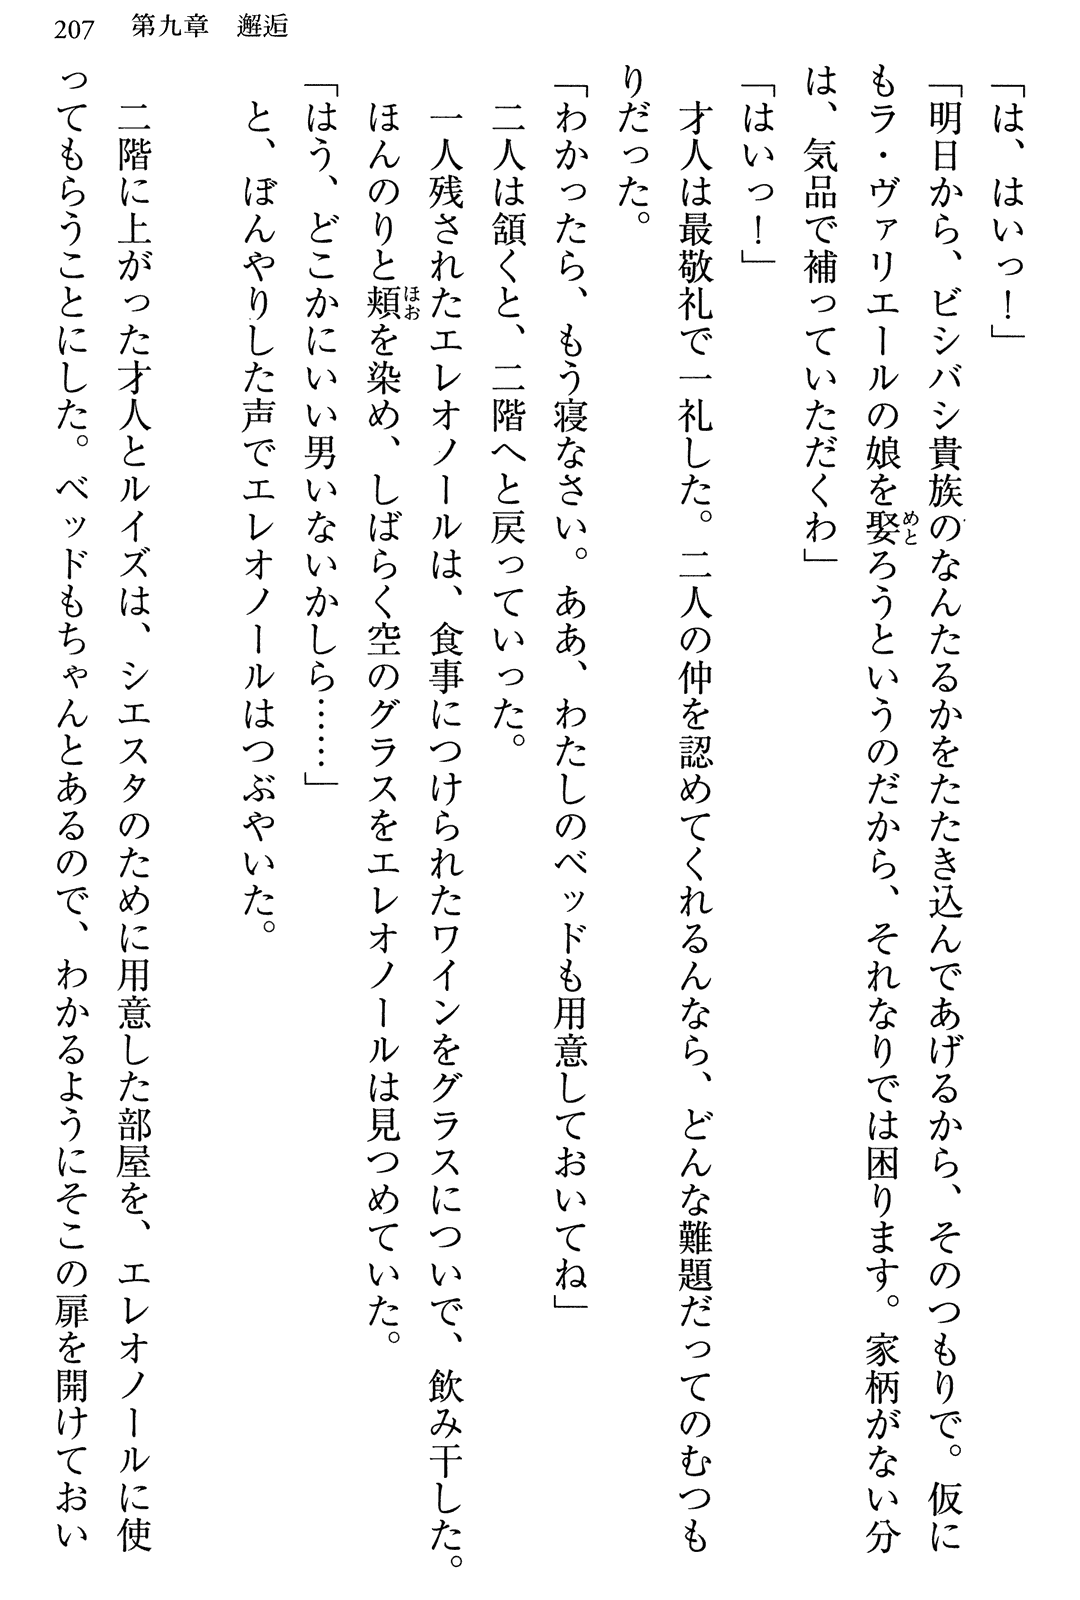 207　第九章　邂逅
「は、はいっ！」
「明日から、ビシバシ貴族のなんたるかをたたき込んであげるから、そのつもりで。仮に
もラ・ヴァリエールの娘を娶ろうというのだから、それなりでは困ります。家柄がない分
は、気品で補っていただくわ」
「はいっ！」
　才人は最敬礼で一礼した。二人の仲を認めてくれるんなら、どんな難題だってのむつも
りだった。
「わかったら、もう寝なさい。ああ、わたしのベッドも用意しておいてね」
　二人は頷くと、二階へと戻っていった。
　一人残されたエレオノールは、食事につけられたワインをグラスについで、飲み干した。
　ほんのりと頬を染め、しばらく空のグラスをエレオノールは見つめていた。
「はう、どこかにいい男いないかしら……」
　と、ぼんやりした声でエレオノールはつぶやいた。
　二階に上がった才人とルイズは、シエスタのために用意した部屋を、エレオノールに使
ってもらうことにした。ベッドもちゃんとあるので、わかるようにそこの扉を開けておい